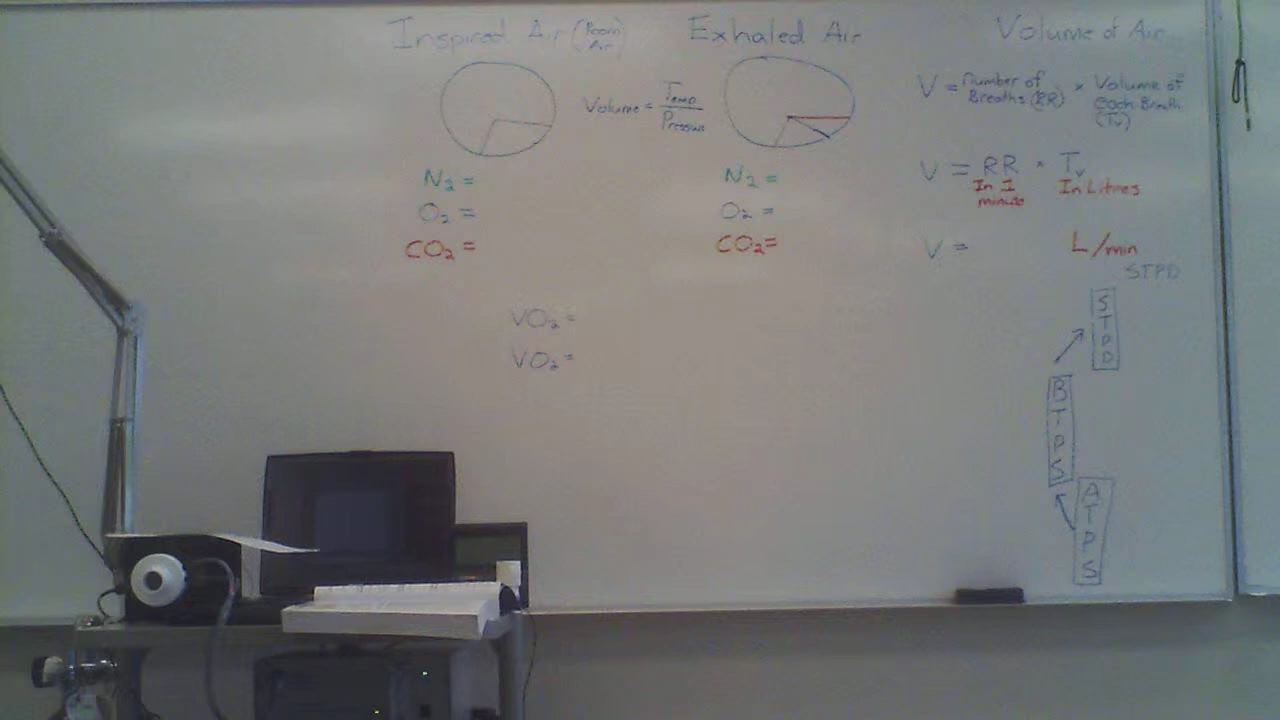 Inspired Air (Room Air)
Volume = Temp / Pressure
N₂ =
O₂ =
CO₂ =
Exhaled Air
N₂ =
O₂ =
CO₂ =
VO₂ =
VO₂ =
Volume of Air
V = Number of Breaths (RR) × Volume of each Breath (Tv)
V = RR · Tv
In 1 minute
In Litres
V = L/min
STPD
STPD
BTPS
ATPS